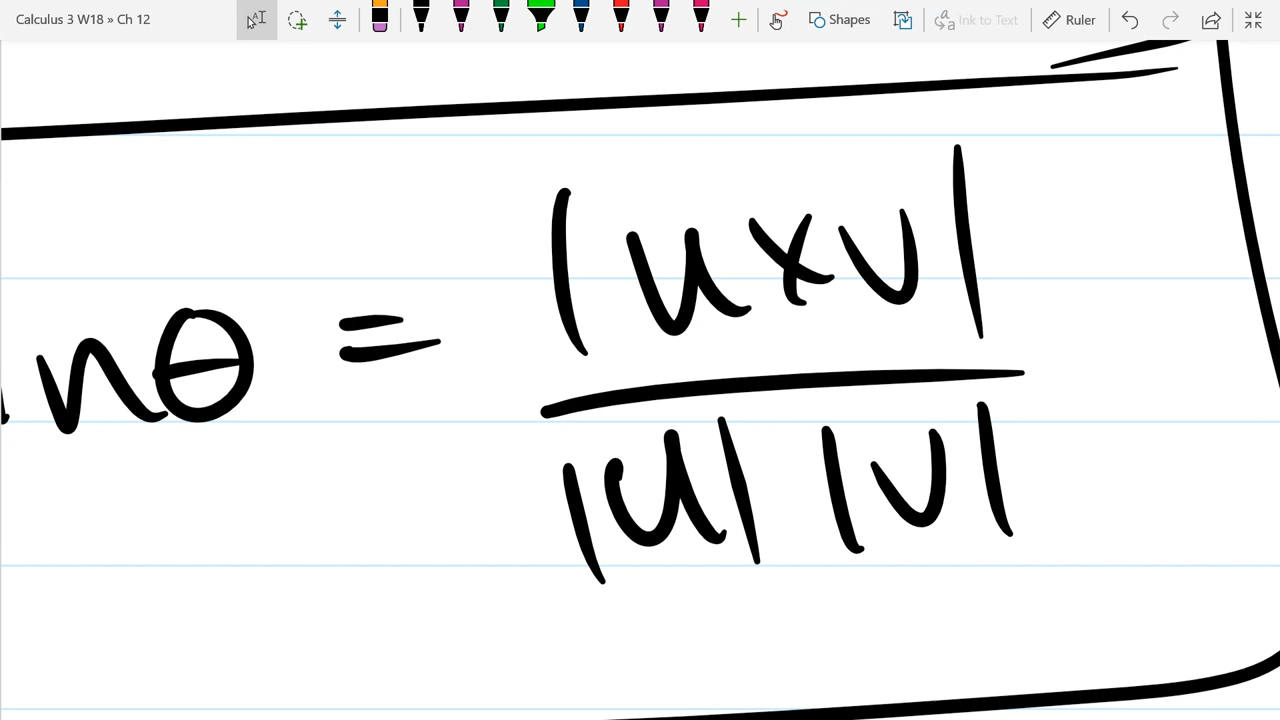 Calculus 3 W18 » Ch 12
Shapes
Ink to Text
Ruler
nθ = |u×v| / |u| |v|